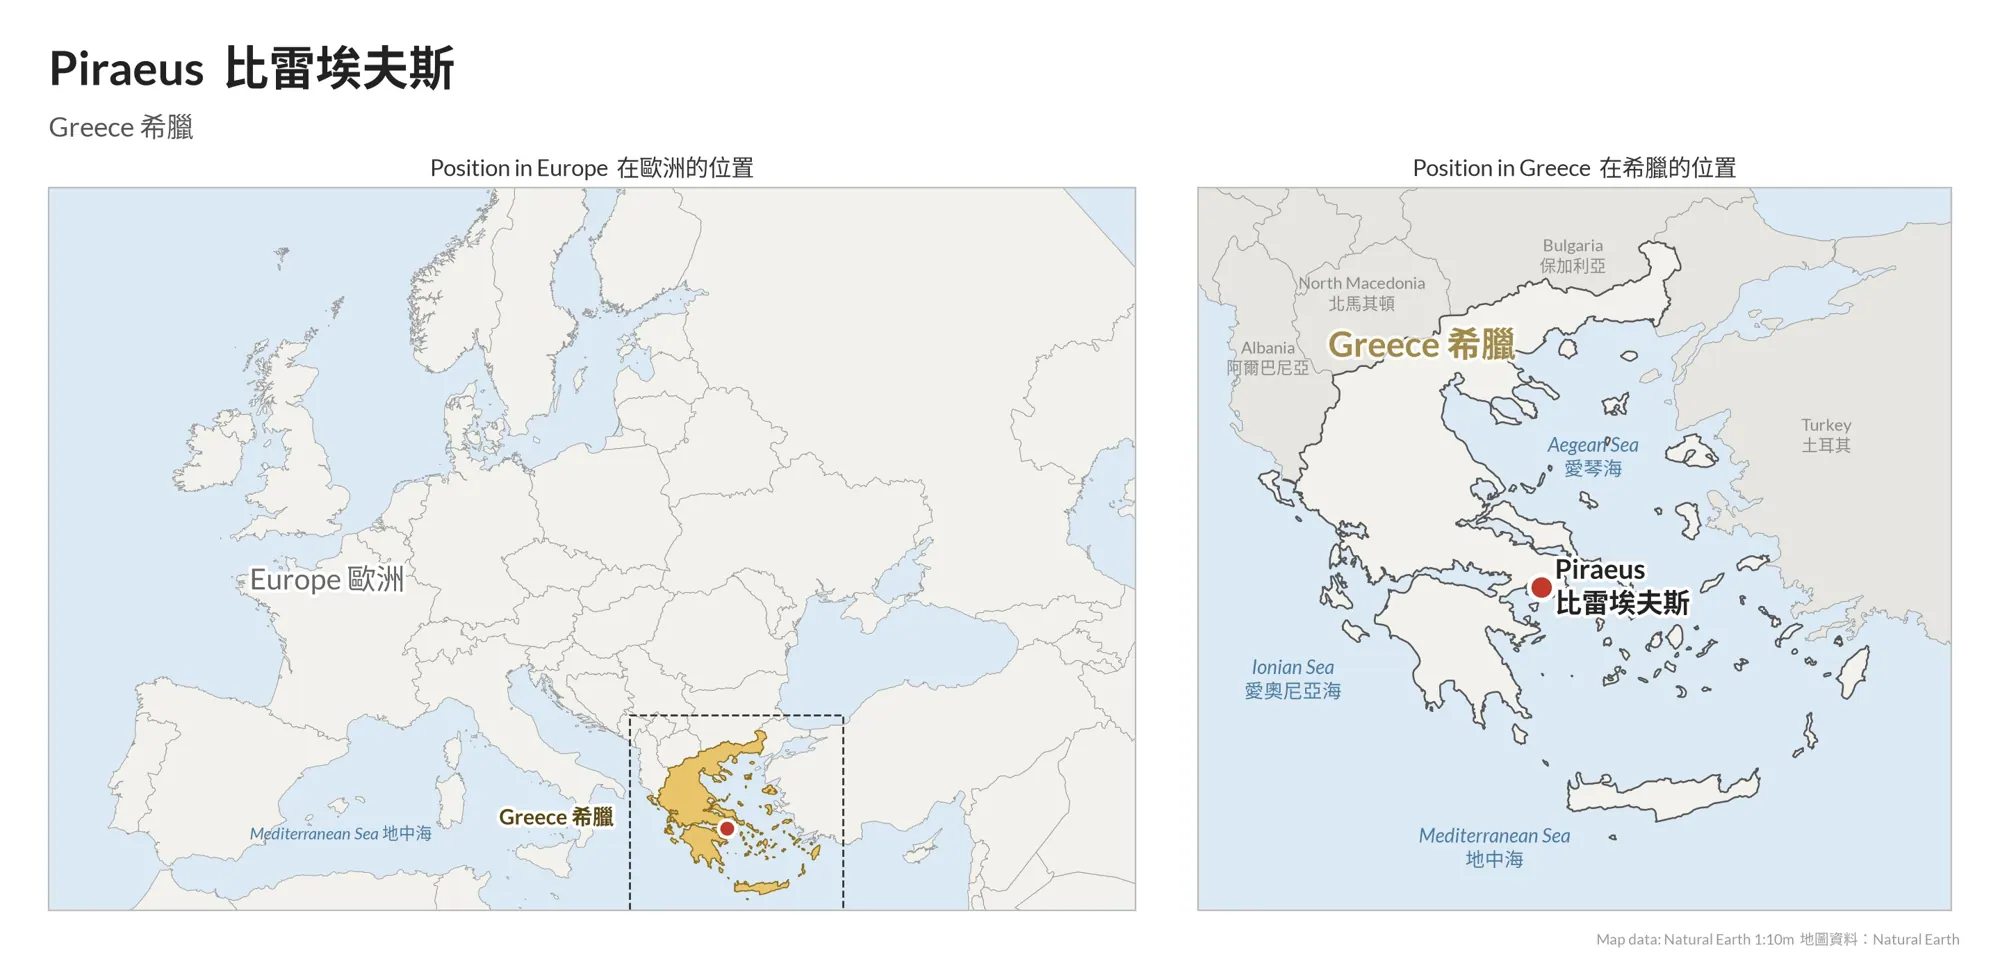 Piraeus 比雷埃夫斯
Greece 希臘
Position in Europe 在歐洲的位置
Europe 歐洲
Greece 希臘
Mediterranean Sea 地中海
Position in Greece 在希臘的位置
Bulgaria
保加利亞
North Macedonia
北馬其頓
Greece 希臘
Albania
阿爾巴尼亞
Turkey
土耳其
Aegean Sea
愛琴海
Piraeus
比雷埃夫斯
Ionian Sea
愛奧尼亞海
Mediterranean Sea
地中海
Map data: Natural Earth 1:10m 地圖資料：Natural Earth